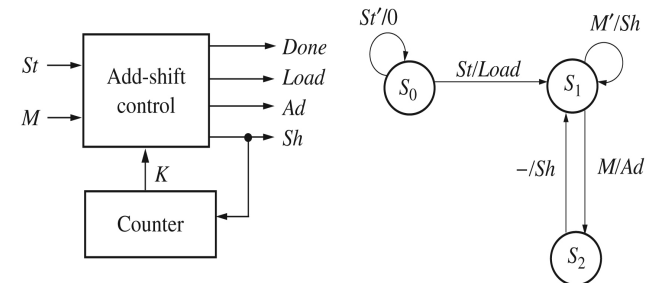 St
M
Add-shift
control
Done
Load
Ad
Sh
K
Counter
St′/0
S0
St/Load
M′/Sh
S1
–/Sh
M/Ad
S2